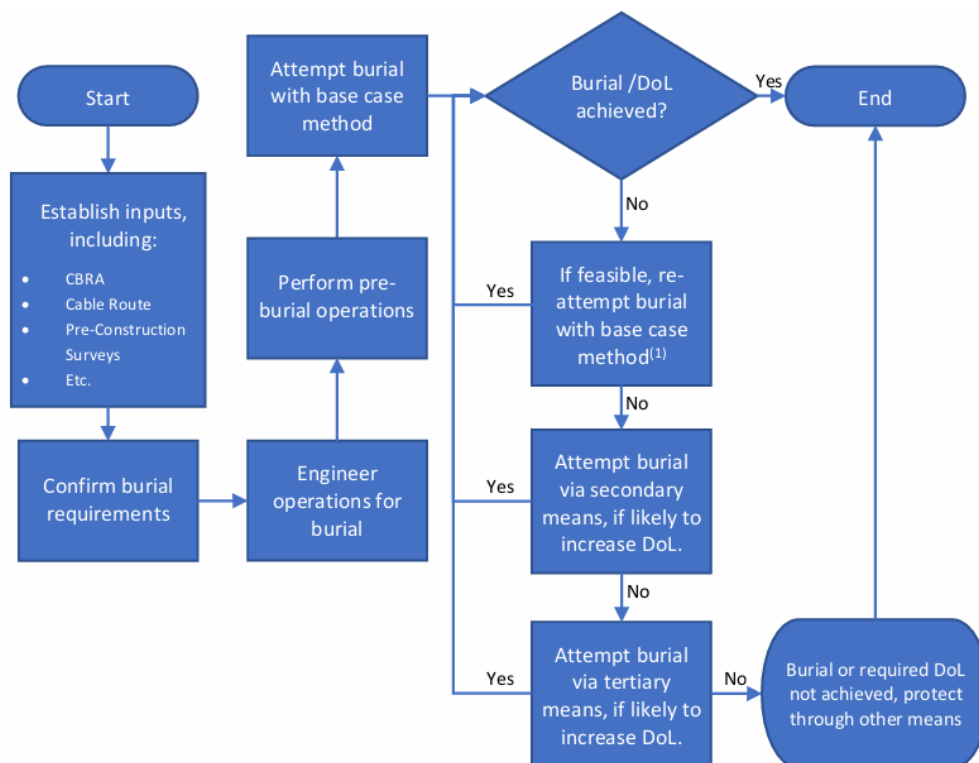 Start
Establish inputs,
including:
• CBRA
• Cable Route
• Pre-Construction
Surveys
• Etc.
Confirm burial
requirements
Engineer
operations for
burial
Perform pre-
burial operations
Attempt burial
with base case
method
Burial /DoL
achieved?
Yes
End
No
If feasible, re-
attempt burial
with base case
method(1)
Yes
No
Attempt burial
via secondary
means, if likely to
increase DoL.
Yes
No
Attempt burial
via tertiary
means, if likely to
increase DoL.
Yes
No
Burial or required DoL
not achieved, protect
through other means